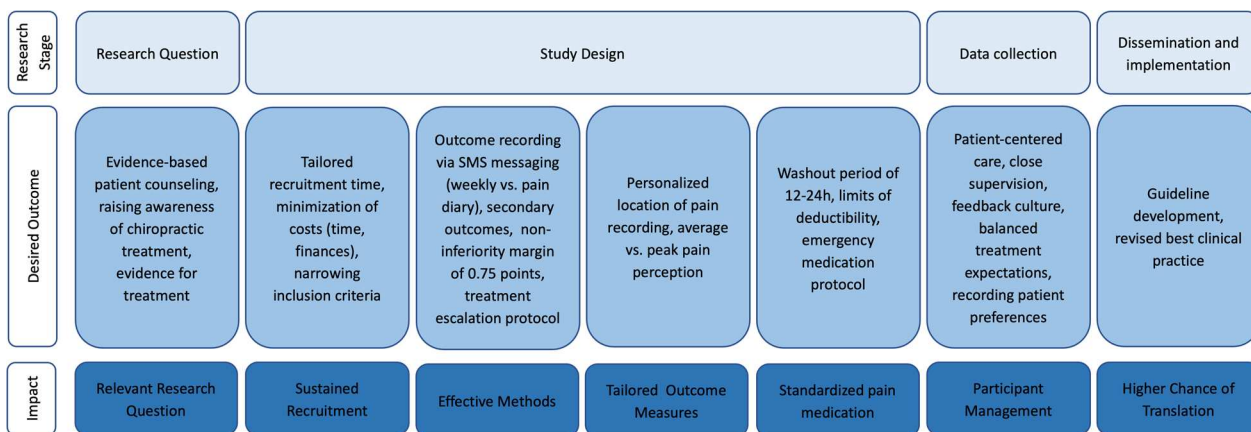 Research
Stage
Research Question
Study Design
Data collection
Dissemination and
implementation
Desired Outcome
Evidence-based
patient counseling,
raising awareness
of chiropractic
treatment,
evidence for
treatment
Tailored
recruitment time,
minimization of
costs (time,
finances),
narrowing
inclusion criteria
Outcome recording
via SMS messaging
(weekly vs. pain
diary), secondary
outcomes, non-
inferiority margin
of 0.75 points,
treatment
escalation protocol
Personalized
location of pain
recording, average
vs. peak pain
perception
Washout period of
12-24h, limits of
deductibility,
emergency
medication
protocol
Patient-centered
care, close
supervision,
feedback culture,
balanced
treatment
expectations,
recording patient
preferences
Guideline
development,
revised best clinical
practice
Impact
Relevant Research
Question
Sustained
Recruitment
Effective Methods
Tailored Outcome
Measures
Standardized pain
medication
Participant
Management
Higher Chance of
Translation